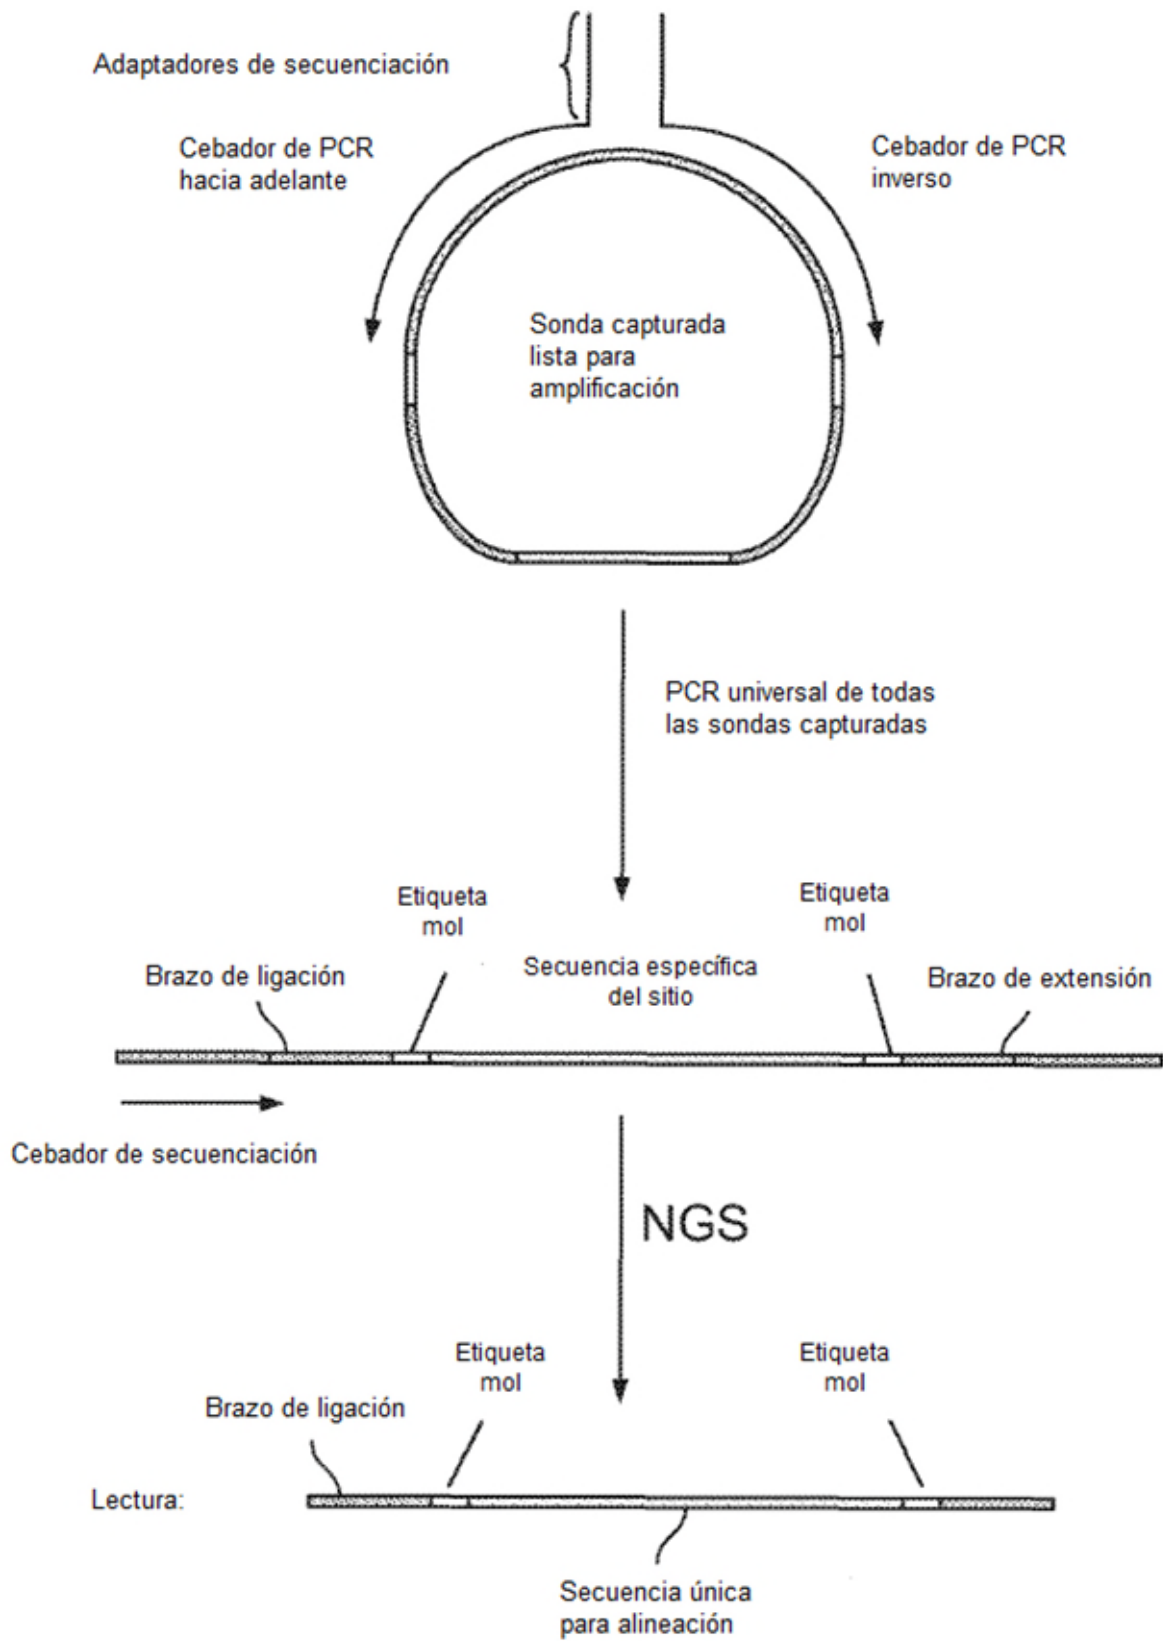 Adaptadores de secuenciación
Cebador de PCR
hacia adelante
Cebador de PCR
inverso
Sonda capturada
lista para
amplificación
PCR universal de todas
las sondas capturadas
Etiqueta
mol
Etiqueta
mol
Brazo de ligación
Secuencia específica
del sitio
Brazo de extensión
Cebador de secuenciación
NGS
Etiqueta
mol
Etiqueta
mol
Brazo de ligación
Lectura:
Secuencia única
para alineación